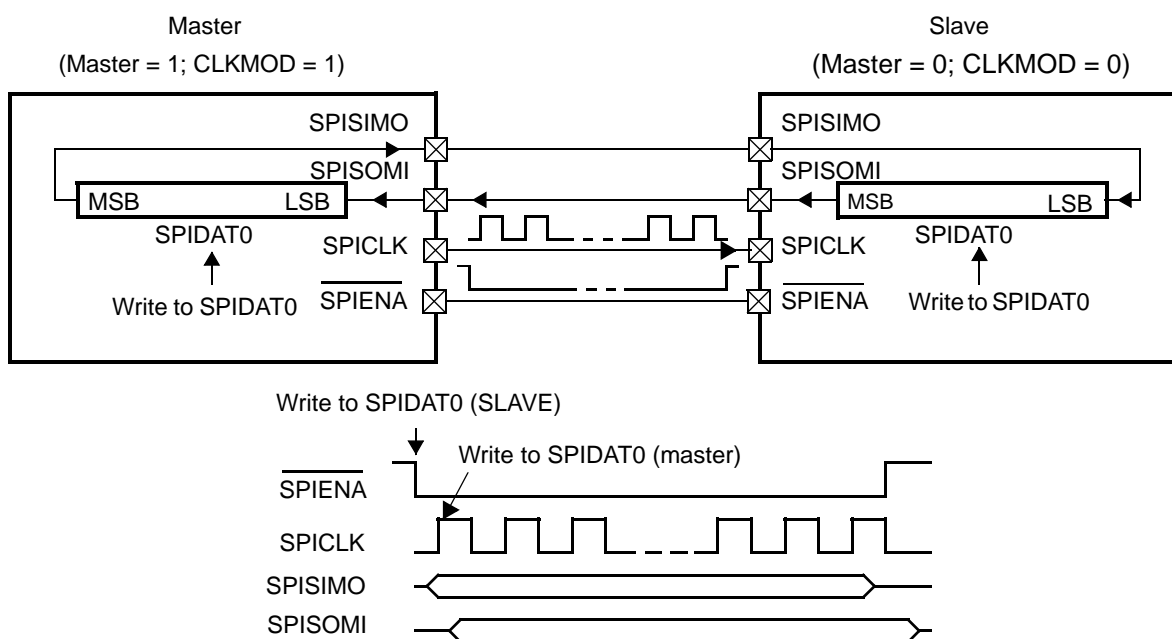 Master
(Master = 1; CLKMOD = 1)
Slave
(Master = 0; CLKMOD = 0)
SPISIMO
SPISIMO
SPISOMI
SPISOMI
MSB LSB
MSB LSB
SPIDAT0
SPICLK
SPICLK
SPIDAT0
Write to SPIDAT0
SPIENA
SPIENA
Write to SPIDAT0
Write to SPIDAT0 (SLAVE)
Write to SPIDAT0 (master)
SPIENA
SPICLK
SPISIMO
SPISOMI